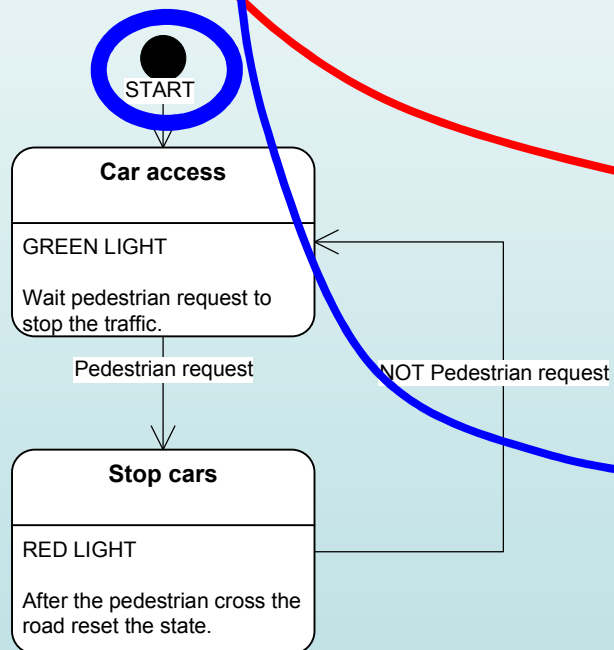 START
Car access
GREEN LIGHT
Wait pedestrian request to
stop the traffic.
Pedestrian request
NOT Pedestrian request
Stop cars
RED LIGHT
After the pedestrian cross the
road reset the state.